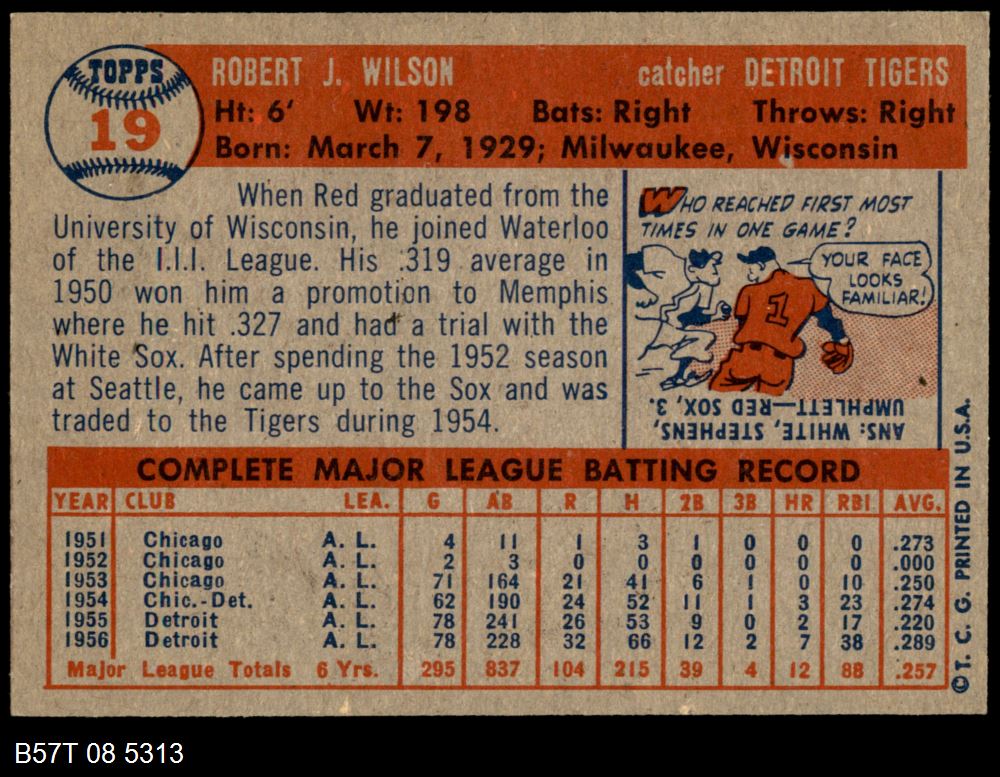 TOPPS
19
ROBERT J. WILSON catcher DETROIT TIGERS
Ht: 6' Wt: 198 Bats: Right Throws: Right
Born: March 7, 1929; Milwaukee, Wisconsin
When Red graduated from the
University of Wisconsin, he joined Waterloo
of the I.I.I. League. His .319 average in
1950 won him a promotion to Memphis
where he hit .327 and had a trial with the
White Sox. After spending the 1952 season
at Seattle, he came up to the Sox and was
traded to the Tigers during 1954.
WHO REACHED FIRST MOST
TIMES IN ONE GAME?
YOUR FACE
LOOKS
FAMILIAR!
1
ANS: WHITE, STEPHENS,
UMPHLETT—RED SOX, 3.
COMPLETE MAJOR LEAGUE BATTING RECORD
YEAR CLUB LEA. G AB R H 2B 3B HR RBI AVG.
1951 Chicago A. L. 4 11 1 3 1 0 0 0 .273
1952 Chicago A. L. 2 3 0 0 0 0 0 0 .000
1953 Chicago A. L. 71 164 21 41 6 1 0 10 .250
1954 Chic.-Det. A. L. 62 190 24 52 11 1 3 23 .274
1955 Detroit A. L. 78 241 26 53 9 0 2 17 .220
1956 Detroit A. L. 78 228 32 66 12 2 7 38 .289
Major League Totals 6 Yrs. 295 837 104 215 39 4 12 88 .257
©T. C. G. PRINTED IN U.S.A.
B57T 08 5313